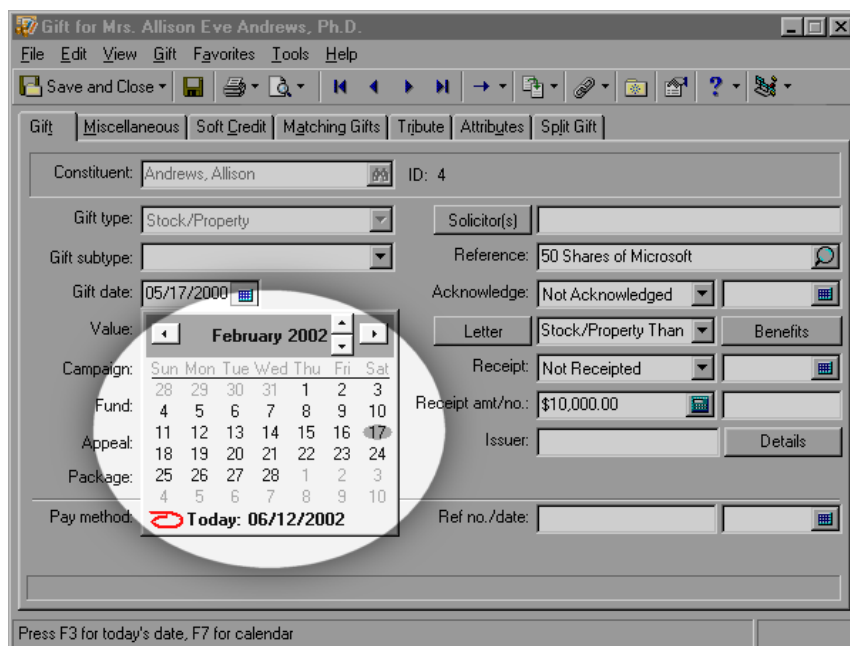 Gift for Mrs. Allison Eve Andrews, Ph.D.
File Edit View Gift Favorites Tools Help
Save and Close
Gift Miscellaneous Soft Credit Matching Gifts Tribute Attributes Split Gift
Constituent: Andrews, Allison ID: 4
Gift type: Stock/Property Solicitor(s)
Gift subtype: Reference: 50 Shares of Microsoft
Gift date: 05/17/2000 Acknowledge: Not Acknowledged
Value: February 2002 Letter Stock/Property Than Benefits
Campaign: Sun Mon Tue Wed Thu Fri Sat Receipt: Not Receipted
28 29 30 31 1 2 3
Fund: 4 5 6 7 8 9 10 Receipt amt/no.: $10,000.00
Appeal: 11 12 13 14 15 16 17 Issuer: Details
18 19 20 21 22 23 24
Package: 25 26 27 28 1 2 3
4 5 6 7 8 9 10
Pay method: Today: 06/12/2002 Ref no./date:
Press F3 for today's date, F7 for calendar